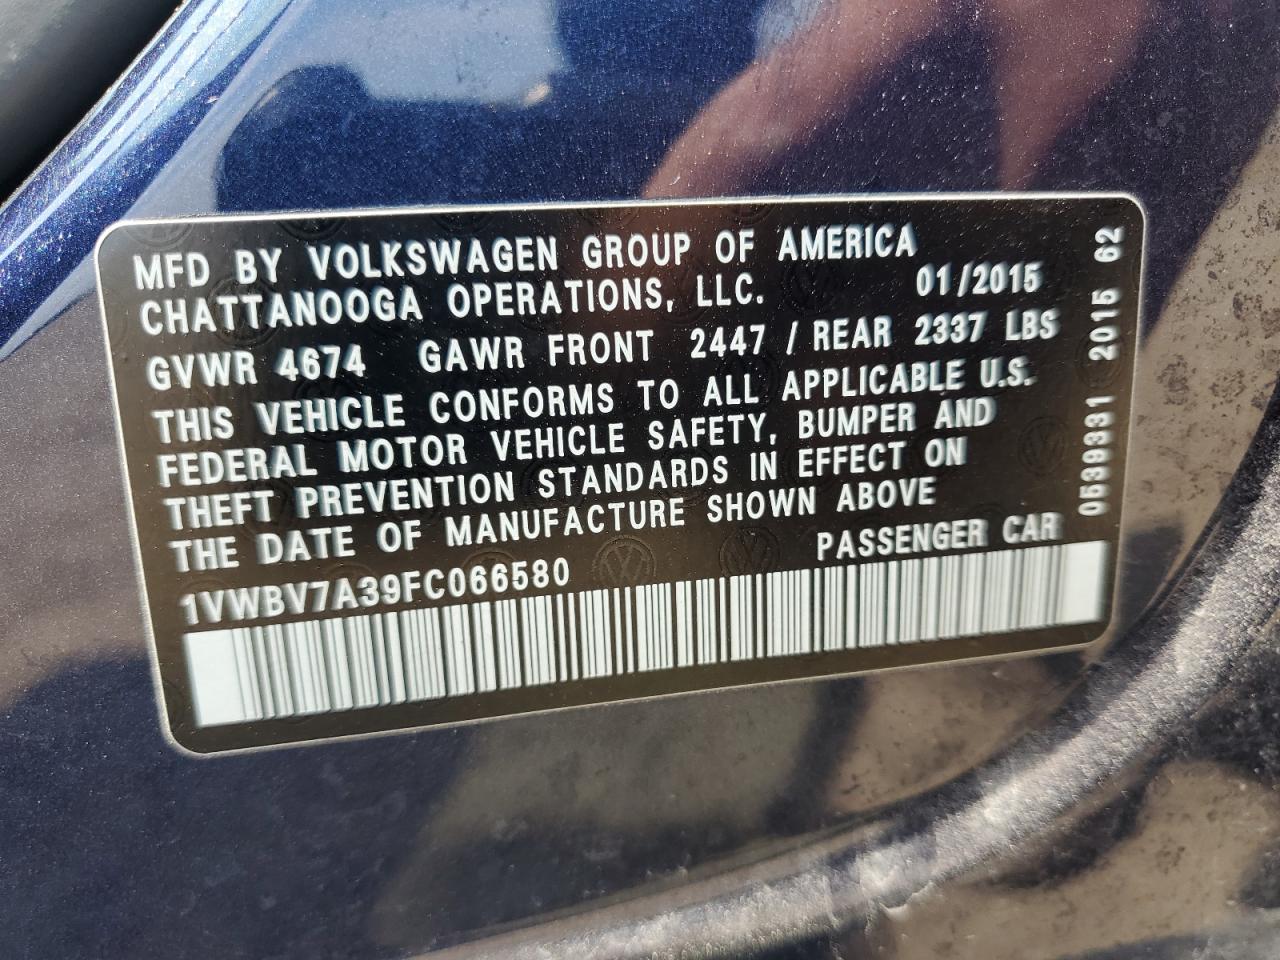 MFD BY VOLKSWAGEN GROUP OF AMERICA
CHATTANOOGA OPERATIONS, LLC. 01/2015
GVWR 4674 GAWR FRONT 2447 / REAR 2337 LBS
THIS VEHICLE CONFORMS TO ALL APPLICABLE U.S.
FEDERAL MOTOR VEHICLE SAFETY, BUMPER AND
THEFT PREVENTION STANDARDS IN EFFECT ON
THE DATE OF MANUFACTURE SHOWN ABOVE
1VWBV7A39FC066580 PASSENGER CAR
0539331 2015 62